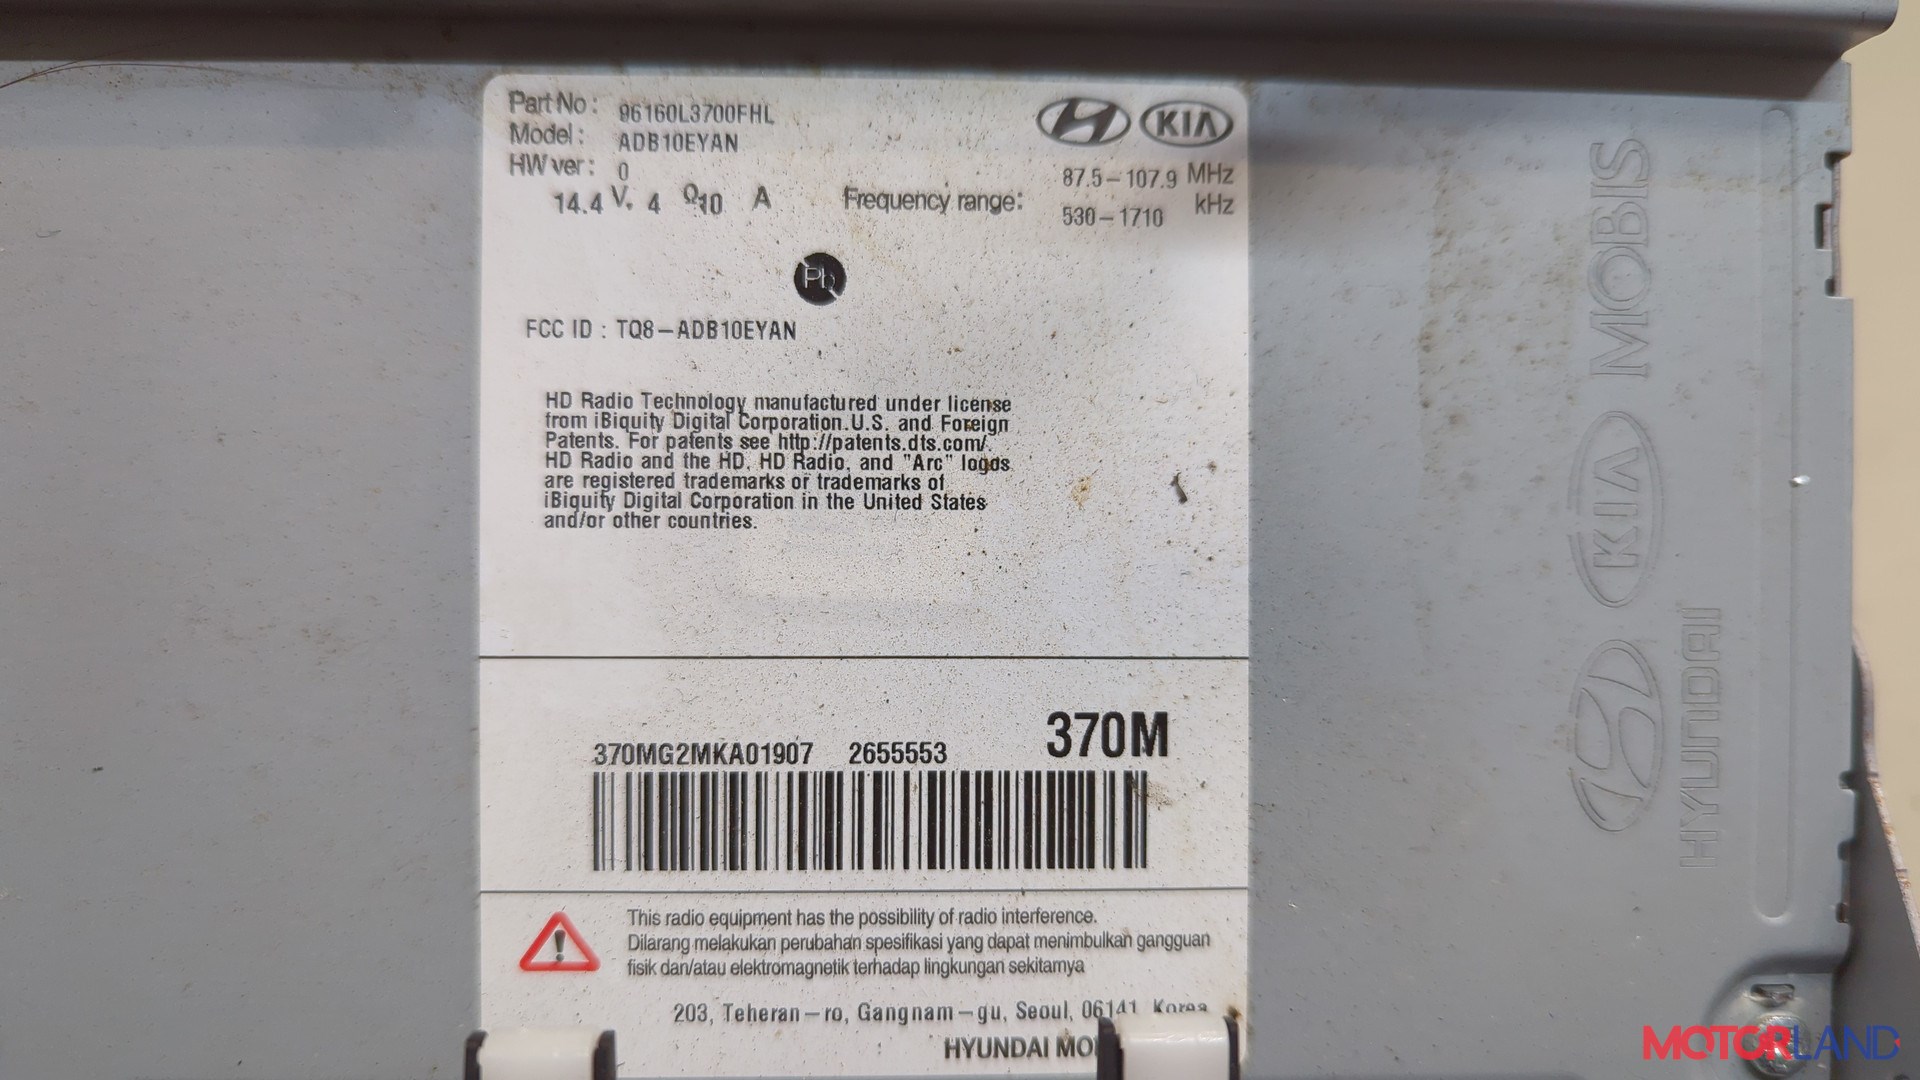 Part No : 96160L3700FHL
Model : ADB10EYAN
HW ver : 0
14.4 V, 4 Ω 10 A
KIA
Frequency range: 87.5-107.9 MHz
530-1710 kHz
Pb
FCC ID : TQ8-ADB10EYAN
HD Radio Technology manufactured under license
from iBiquity Digital Corporation.U.S. and Foreign
Patents. For patents see http://patents.dts.com/.
HD Radio and the HD, HD Radio, and "Arc" logos
are registered trademarks or trademarks of
iBiquity Digital Corporation in the United States
and/or other countries.
370MG2MKA01907 2655553 370M
This radio equipment has the possibility of radio interference.
Dilarang melakukan perubahan spesifikasi yang dapat menimbulkan gangguan
fisik dan/atau elektromagnetik terhadap lingkungan sekitarnya
203, Teheran-ro, Gangnam-gu, Seoul, 06141 Korea
HYUNDAI
HYUNDAI KIA MOBIS
MOTORLAND